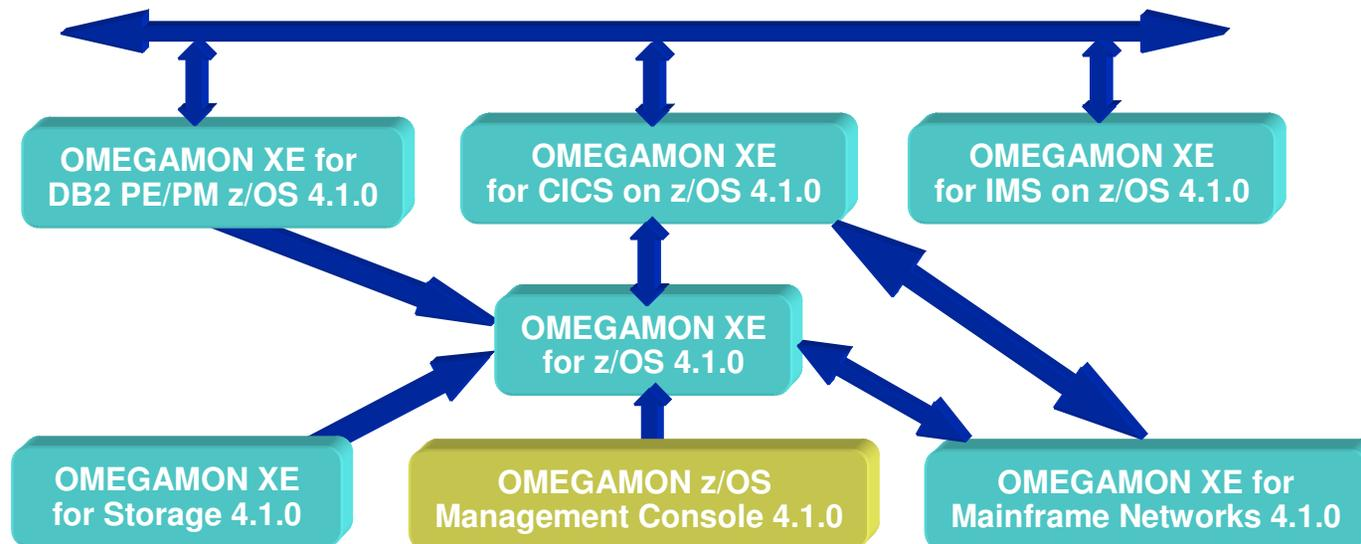 OMEGAMON XE for
DB2 PE/PM z/OS 4.1.0
OMEGAMON XE
for CICS on z/OS 4.1.0
OMEGAMON XE
for IMS on z/OS 4.1.0
OMEGAMON XE
for z/OS 4.1.0
OMEGAMON XE
for Storage 4.1.0
OMEGAMON z/OS
Management Console 4.1.0
OMEGAMON XE for
Mainframe Networks 4.1.0